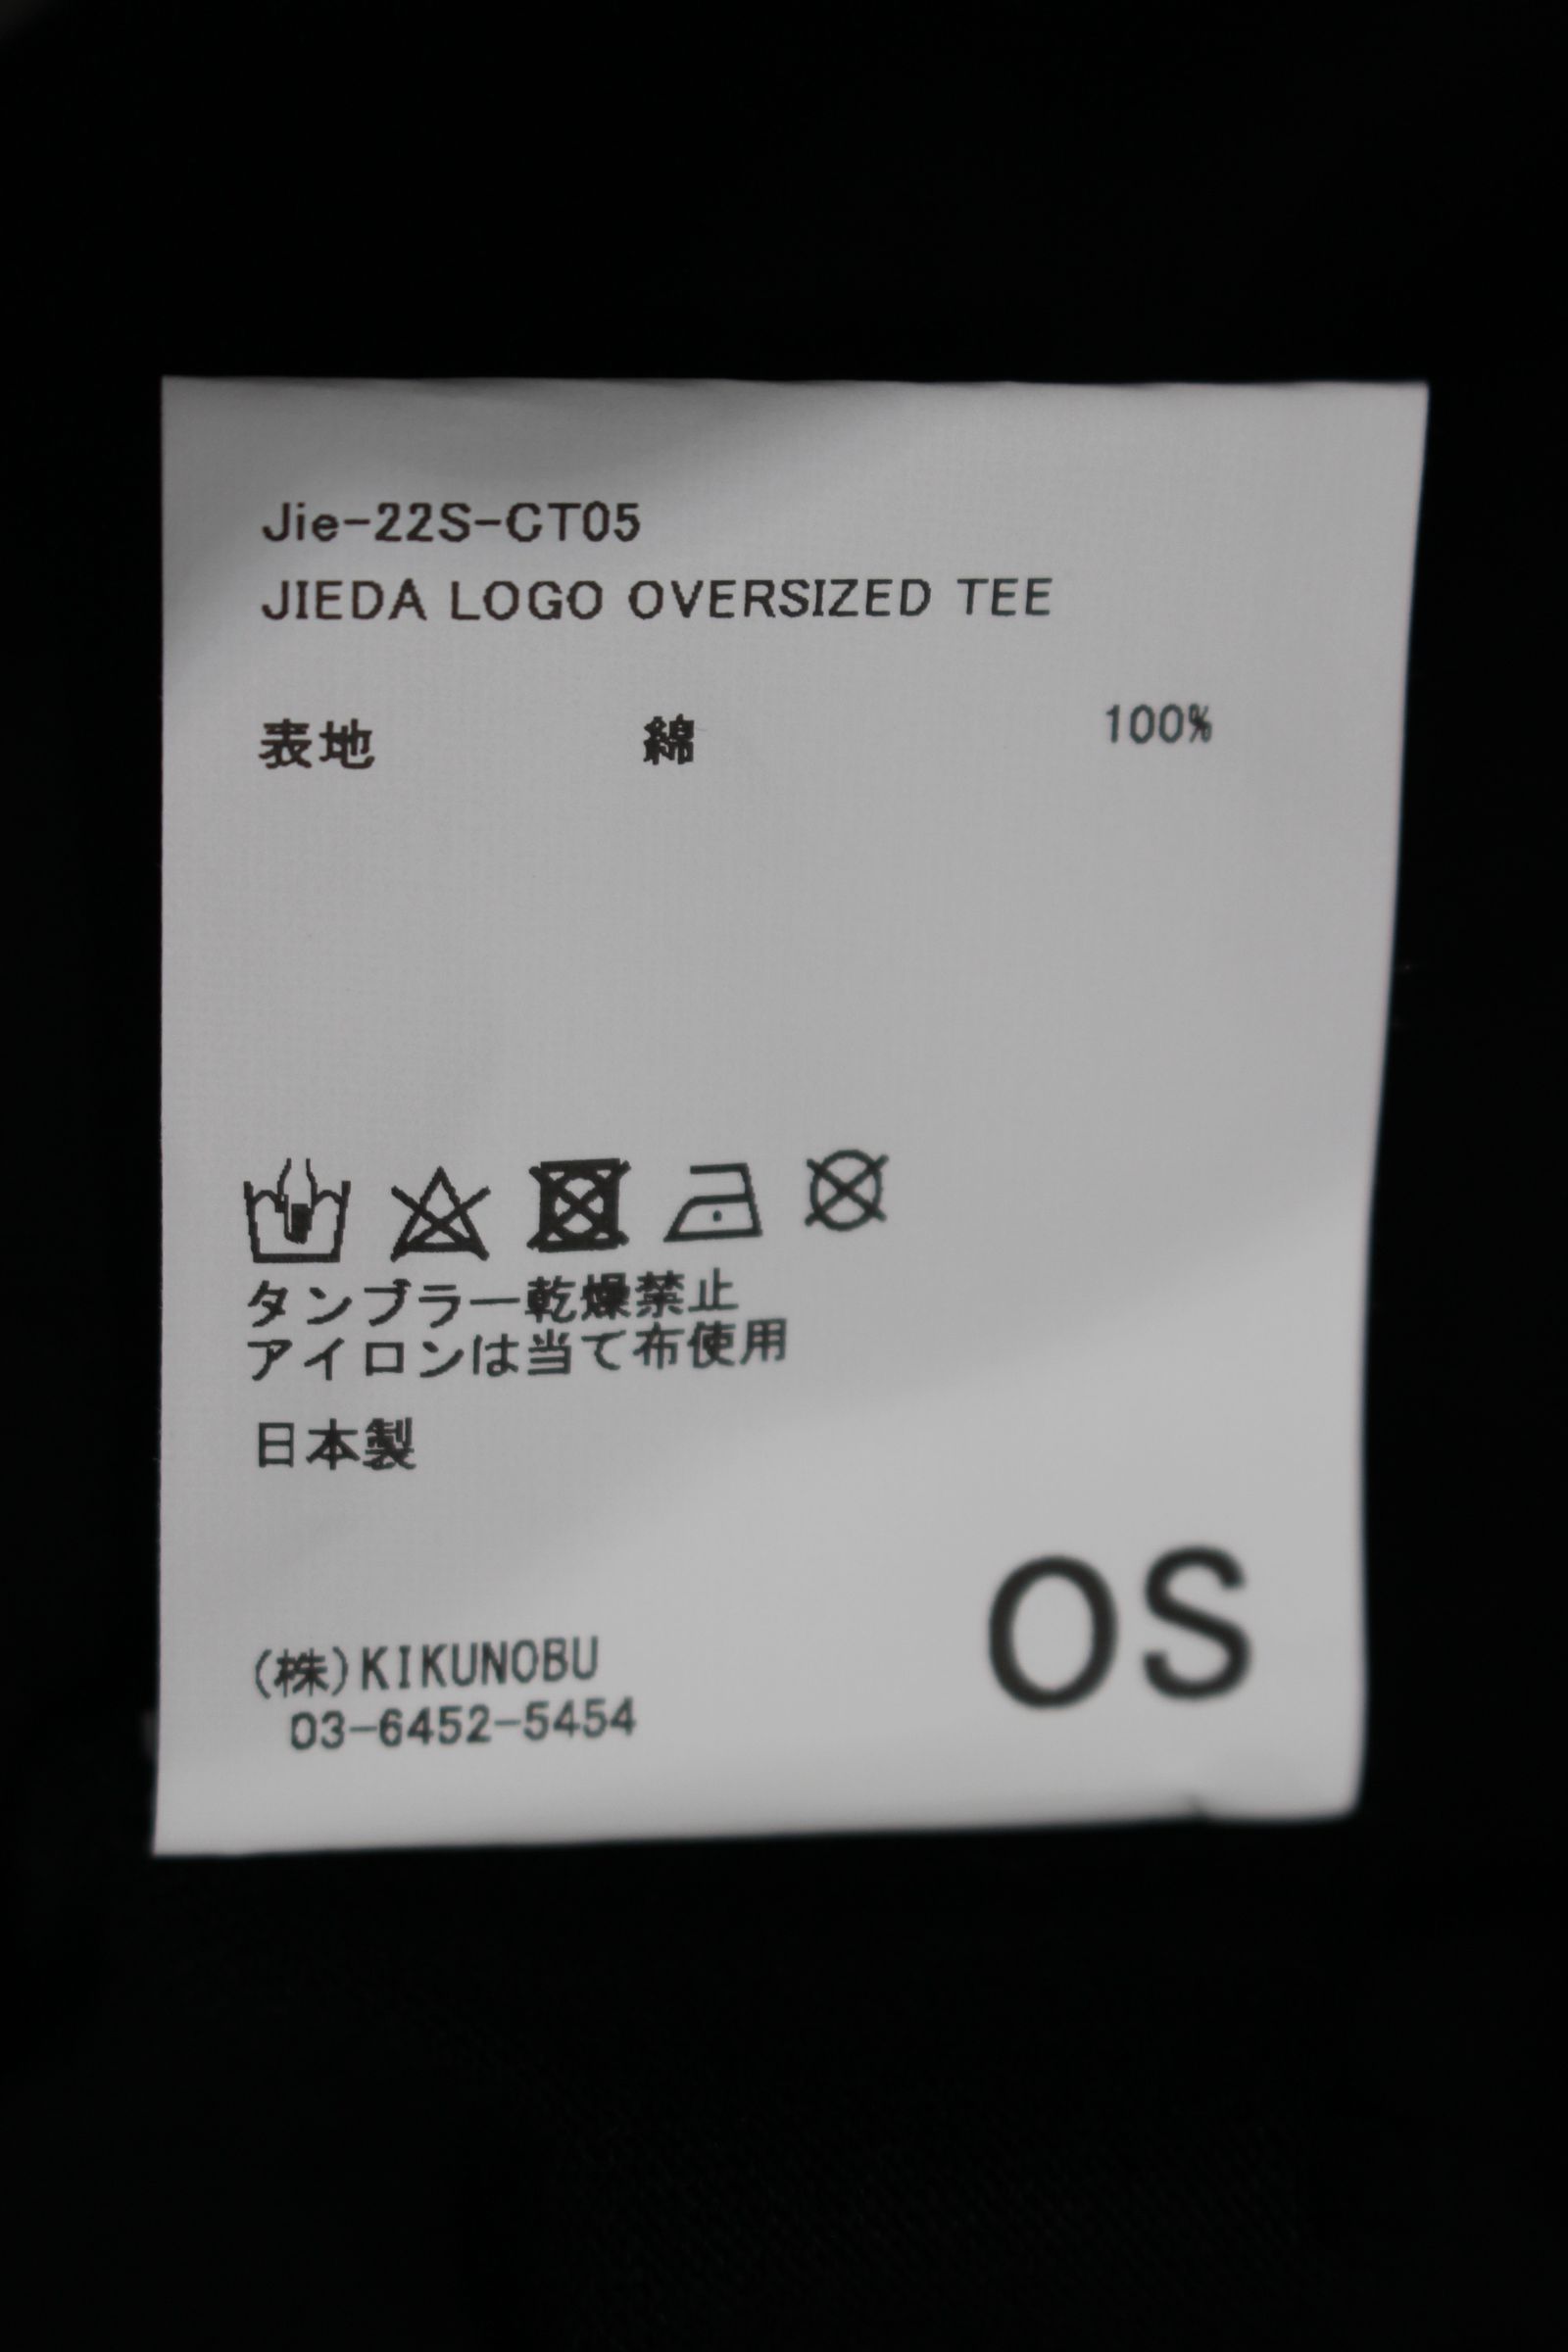 Jie-22S-CT05
JIEDA LOGO OVERSIZED TEE
表地 綿 100%
タンブラー乾燥禁止
アイロンは当て布使用
日本製
OS
(株)KIKUNOBU
03-6452-5454